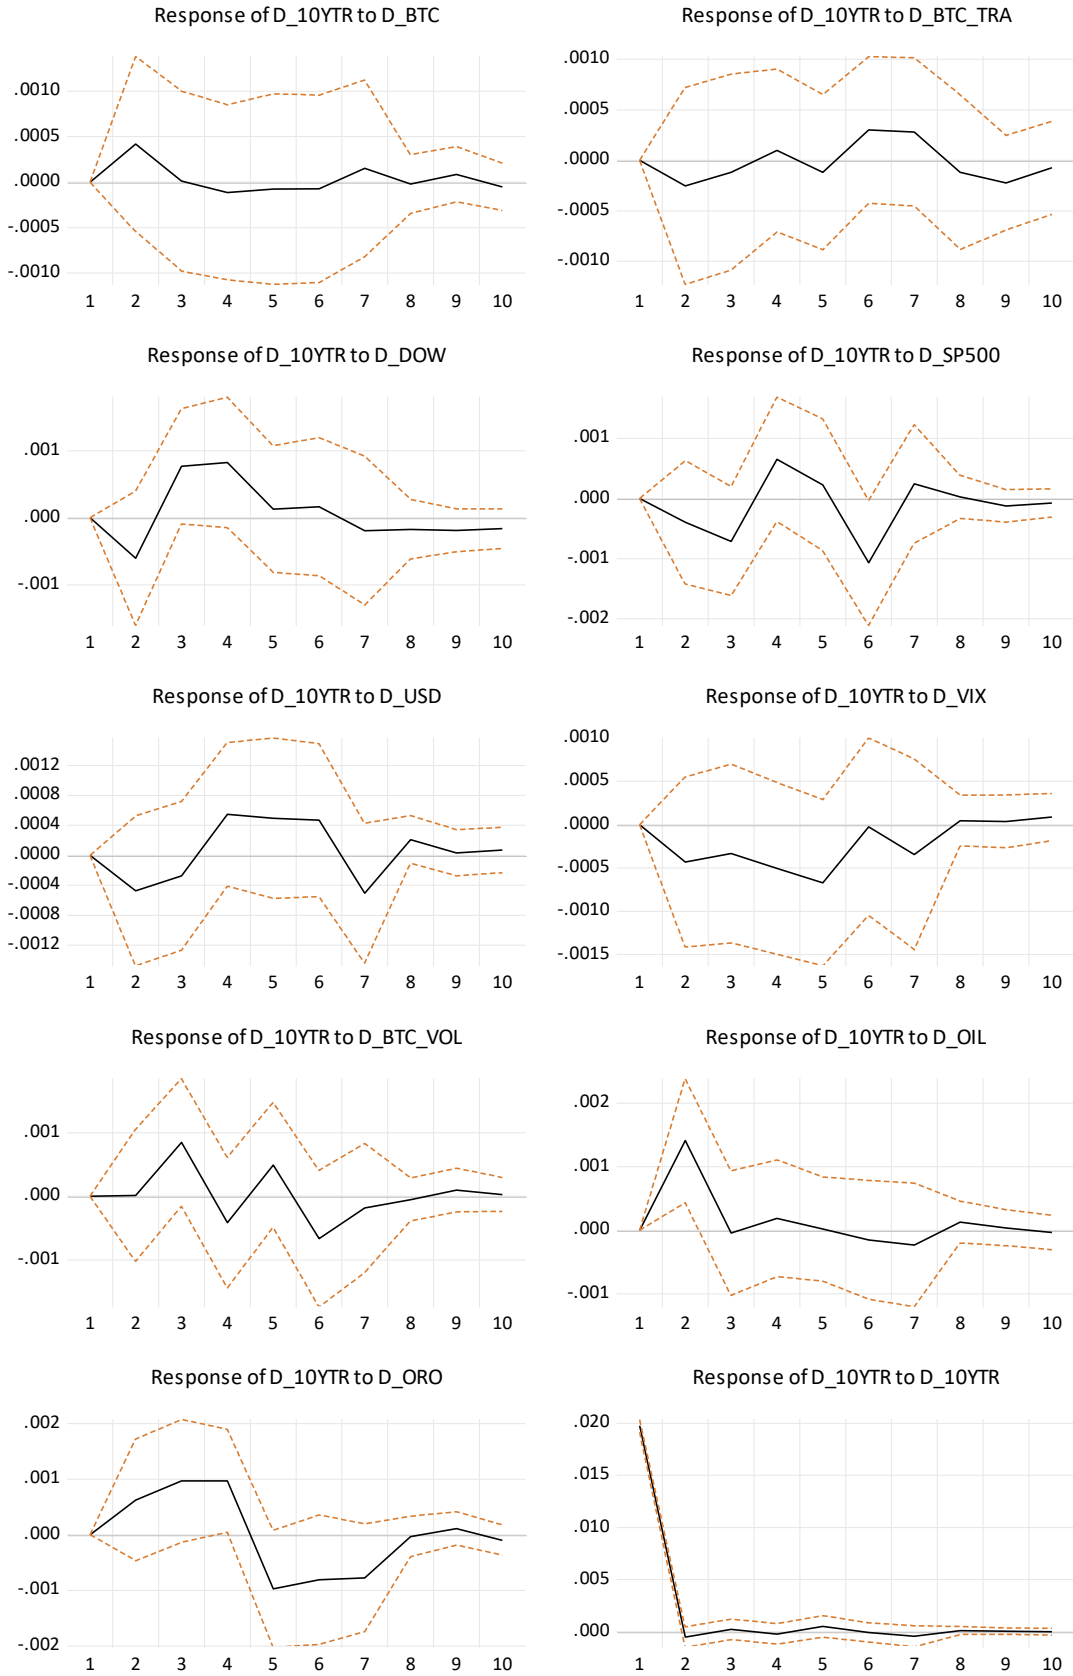 Response of D_10YTR to D_BTC
.0010
.0005
.0000
-.0005
-.0010
1 2 3 4 5 6 7 8 9 10
Response of D_10YTR to D_BTC_TRA
.0010
.0005
.0000
-.0005
-.0010
1 2 3 4 5 6 7 8 9 10
Response of D_10YTR to D_DOW
.001
.000
-.001
1 2 3 4 5 6 7 8 9 10
Response of D_10YTR to D_SP500
.001
.000
-.001
-.002
1 2 3 4 5 6 7 8 9 10
Response of D_10YTR to D_USD
.0012
.0008
.0004
.0000
-.0004
-.0008
-.0012
1 2 3 4 5 6 7 8 9 10
Response of D_10YTR to D_VIX
.0010
.0005
.0000
-.0005
-.0010
-.0015
1 2 3 4 5 6 7 8 9 10
Response of D_10YTR to D_BTC_VOL
.001
.000
-.001
1 2 3 4 5 6 7 8 9 10
Response of D_10YTR to D_OIL
.002
.001
.000
-.001
1 2 3 4 5 6 7 8 9 10
Response of D_10YTR to D_ORO
.002
.001
.000
-.001
-.002
1 2 3 4 5 6 7 8 9 10
Response of D_10YTR to D_10YTR
.020
.015
.010
.005
.000
1 2 3 4 5 6 7 8 9 10